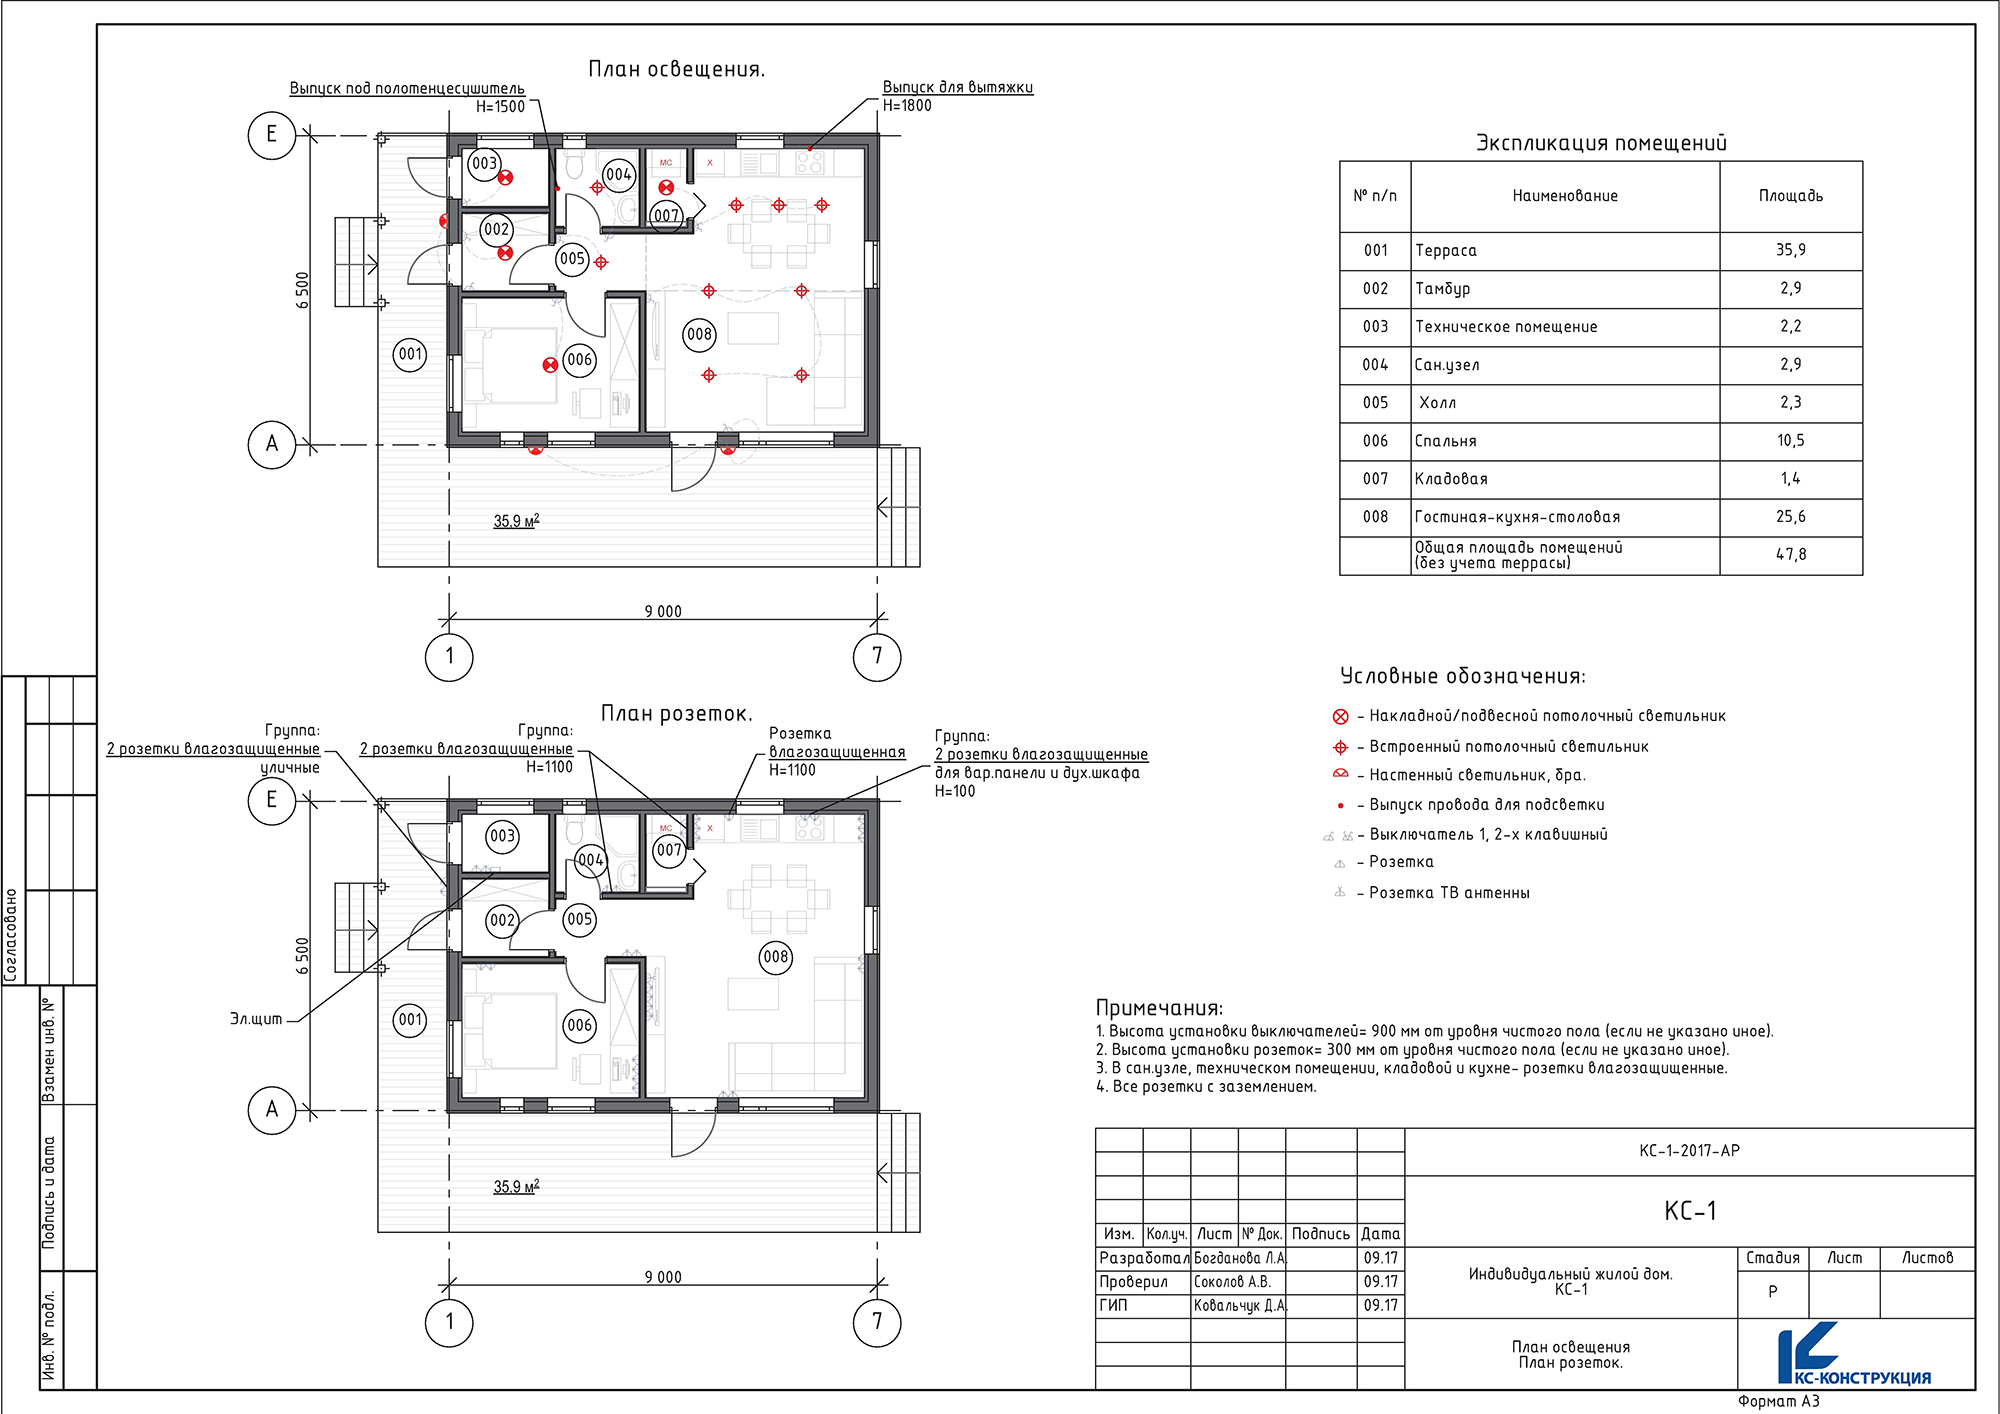 План освещения.
Выпуск под полотенцесушитель
H=1500
Выпуск для вытяжки
H=1800
Е
А
6 500
003
004
МС
X
007
002
005
008
006
001
35.9 м²
9 000
1
7
План розеток.
Группа:
2 розетки влагозащищенные
уличные
Группа:
2 розетки влагозащищенные
H=1100
Розетка
влагозащищенная
H=1100
Группа:
2 розетки влагозащищенные
для вар.панели и дух.шкафа
H=100
Е
А
6 500
003
004
МС
X
007
002
005
008
006
001
Эл.щит
35.9 м²
9 000
1
7
Экспликация помещений
№ п/п Наименование Площадь
001 Терраса 35,9
002 Тамбур 2,9
003 Техническое помещение 2,2
004 Сан.узел 2,9
005 Холл 2,3
006 Спальня 10,5
007 Кладовая 1,4
008 Гостиная-кухня-столовая 25,6
Общая площадь помещений
(без учета террасы) 47,8
Условные обозначения:
- Накладной/подвесной потолочный светильник
- Встроенный потолочный светильник
- Настенный светильник, бра.
- Выпуск провода для подсветки
- Выключатель 1, 2-х клавишный
- Розетка
- Розетка ТВ антенны
Примечания:
1. Высота установки выключателей= 900 мм от уровня чистого пола (если не указано иное).
2. Высота установки розеток= 300 мм от уровня чистого пола (если не указано иное).
3. В сан.узле, техническом помещении, кладовой и кухне- розетки влагозащищенные.
4. Все розетки с заземлением.
КС-1-2017-АР
КС-1
Изм. Кол.уч. Лист № Док. Подпись Дата
Разработал Богданова Л.А. 09.17
Проверил Соколов А.В. 09.17
ГИП Ковальчук Д.А. 09.17
Индивидуальный жилой дом.
КС-1
Стадия Лист Листов
Р
План освещения
План розеток.
КС-КОНСТРУКЦИЯ
Формат А3
Согласовано
Взамен инв. №
Подпись и дата
Инв. № подл.